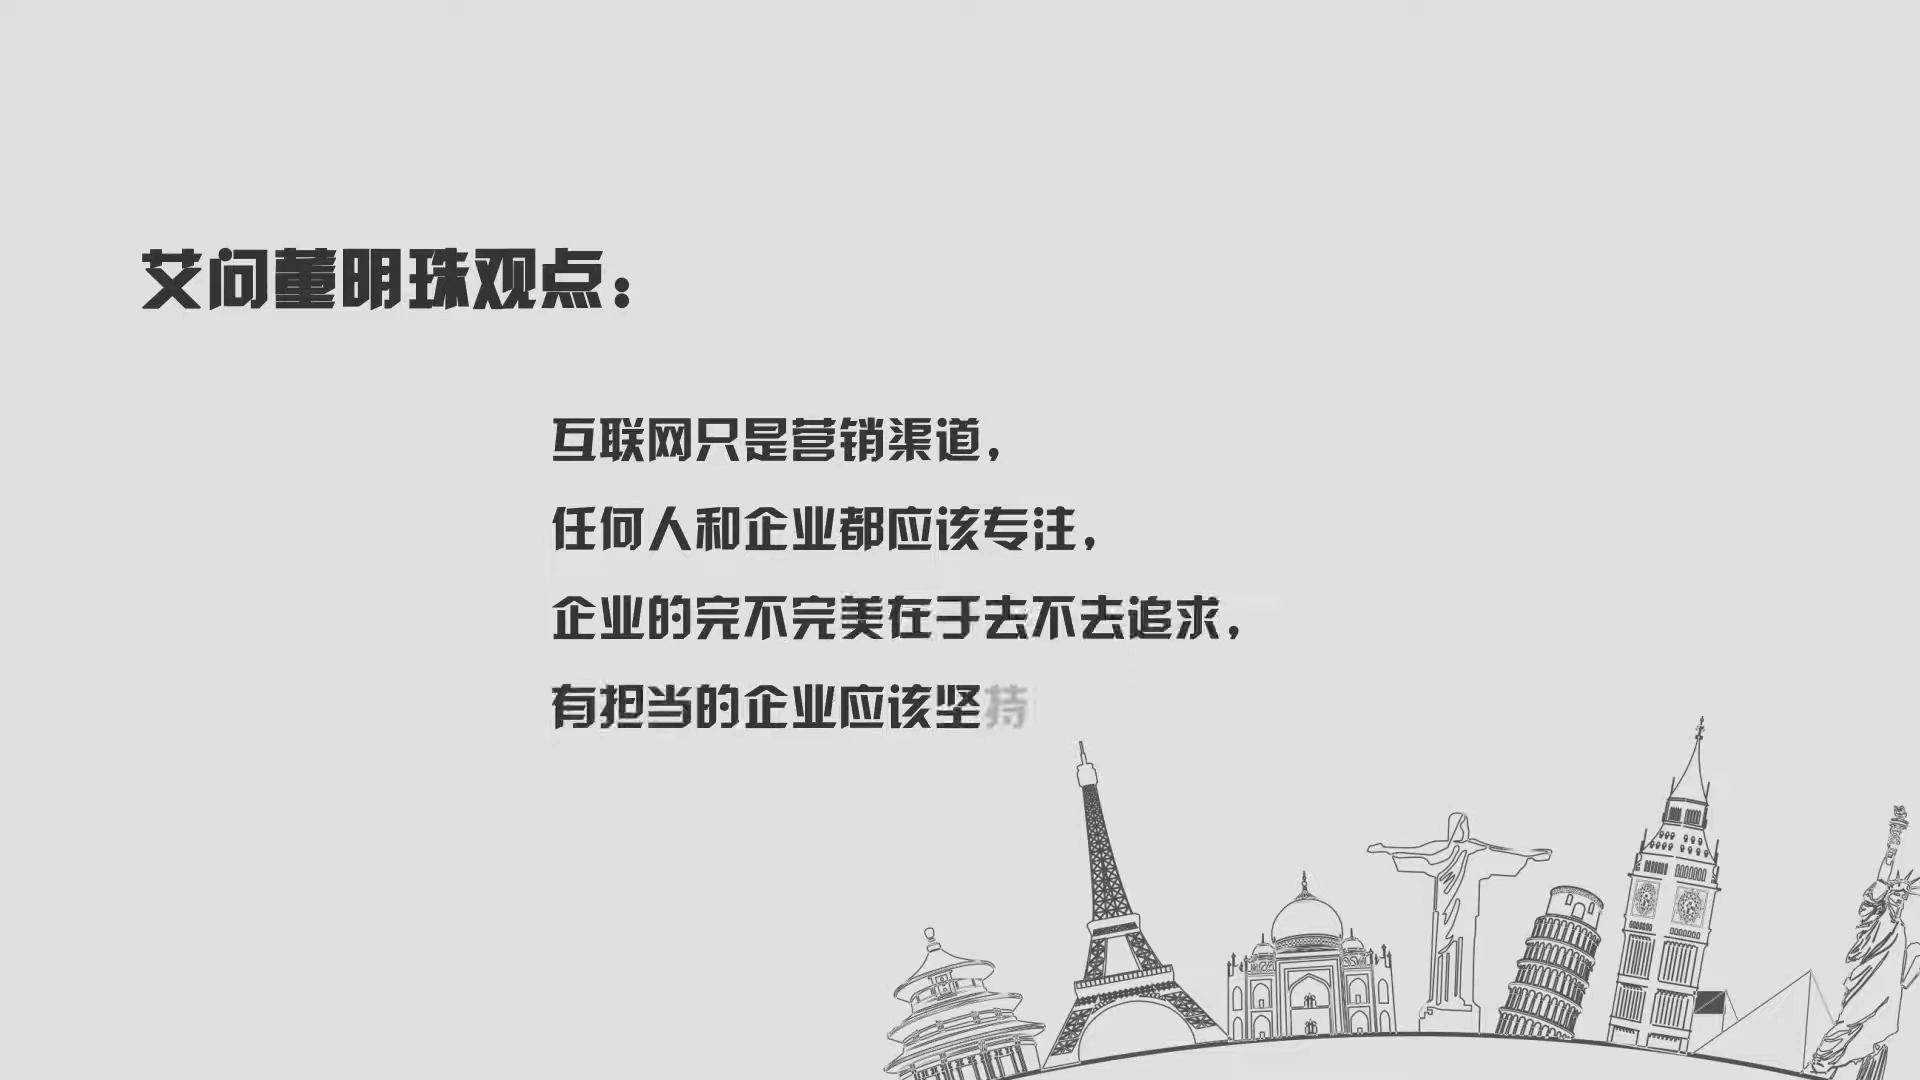 艾问董明珠观点：
互联网只是营销渠道，
任何人和企业都应该专注，
企业的完不完美在于去不去追求，
有担当的企业应该坚持